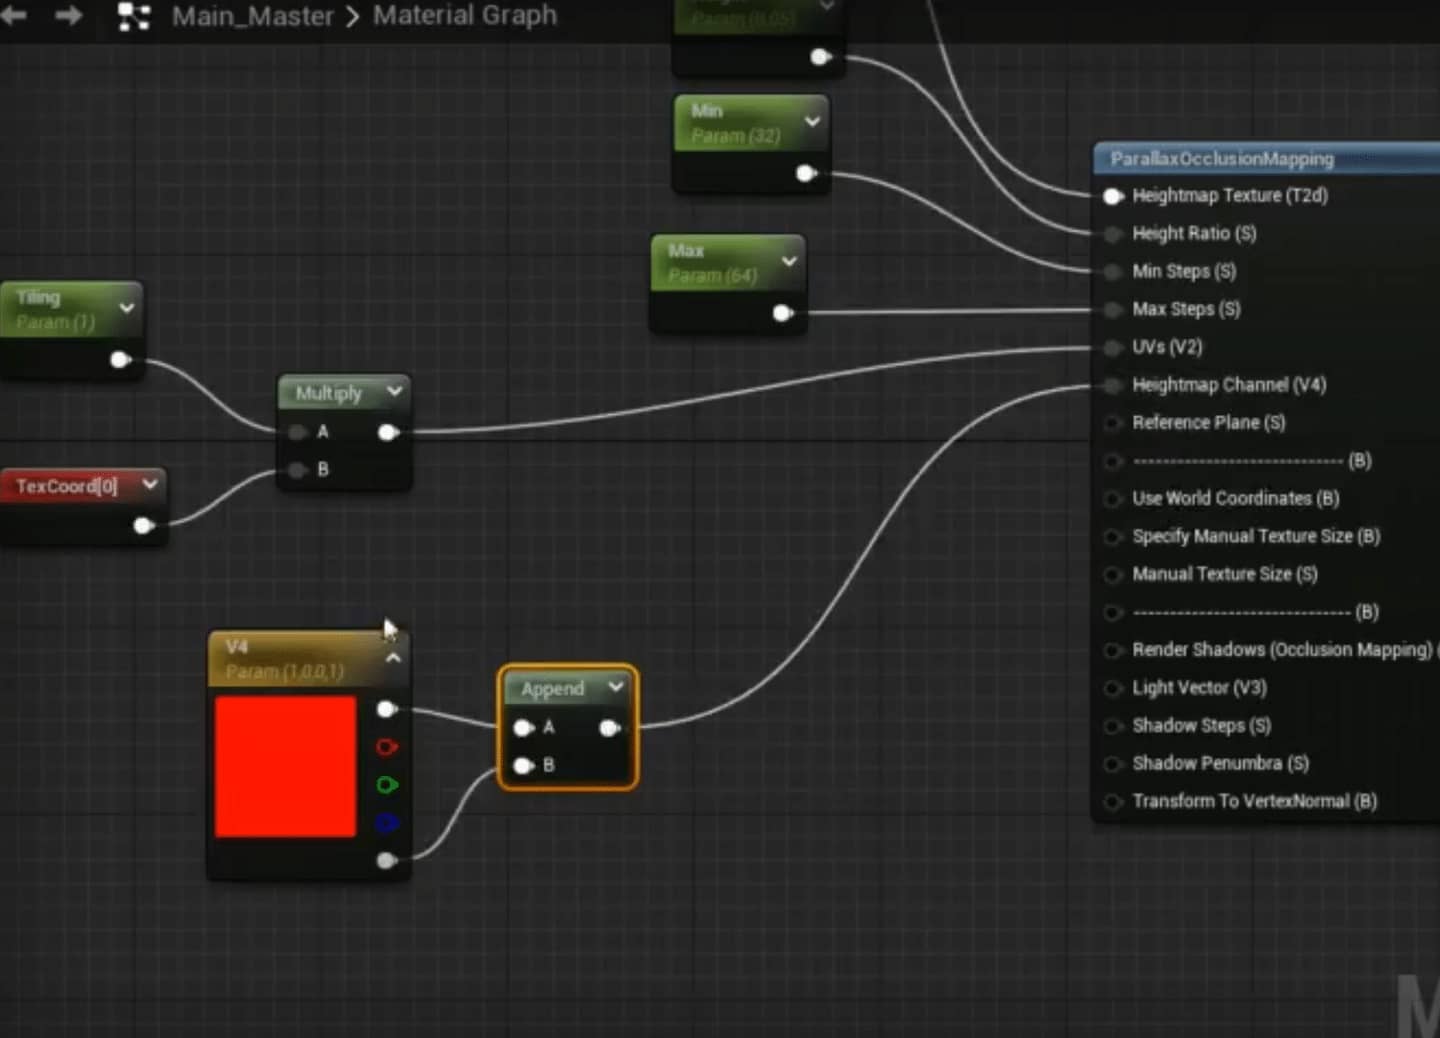 Main_Master > Material Graph
Param (0.05)
Min
Param (32)
Max
Param (64)
ParallaxOcclusionMapping
Heightmap Texture (T2d)
Height Ratio (S)
Min Steps (S)
Max Steps (S)
UVs (V2)
Heightmap Channel (V4)
Reference Plane (S)
----------------------------- (B)
Use World Coordinates (B)
Specify Manual Texture Size (B)
Manual Texture Size (S)
------------------------------ (B)
Render Shadows (Occlusion Mapping) (
Light Vector (V3)
Shadow Steps (S)
Shadow Penumbra (S)
Transform To VertexNormal (B)
Tiling
Param (1)
Multiply
A
B
TexCoord[0]
V4
Param (1,0,0,1)
Append
A
B
M